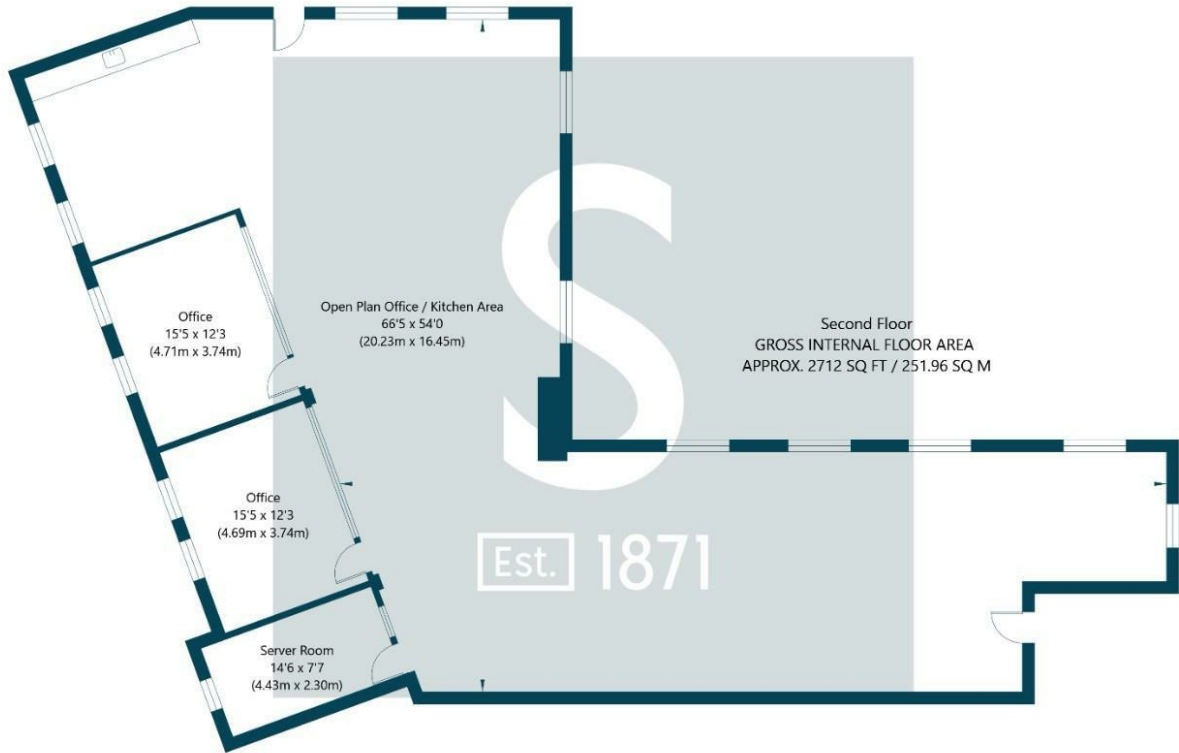 Open Plan Office / Kitchen Area
66'5 x 54'0
(20.23m x 16.45m)
Office
15'5 x 12'3
(4.71m x 3.74m)
Second Floor
GROSS INTERNAL FLOOR AREA
APPROX. 2712 SQ FT / 251.96 SQ M
Office
15'5 x 12'3
(4.69m x 3.74m)
Server Room
14'6 x 7'7
(4.43m x 2.30m)
S
Est. 1871